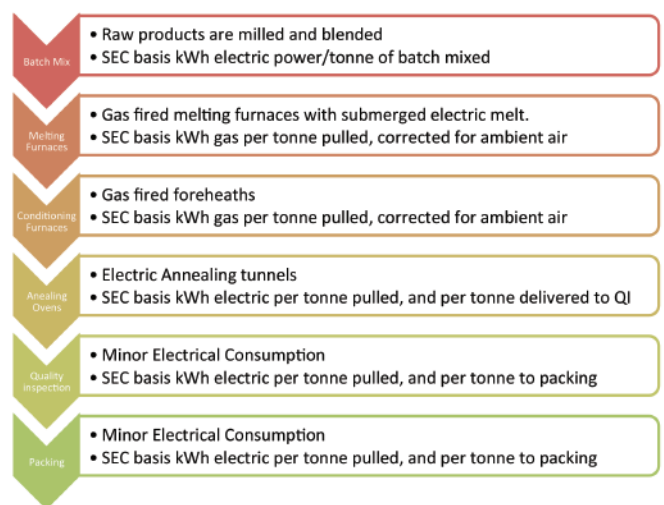 Batch Mix
• Raw products are milled and blended
• SEC basis kWh electric power/tonne of batch mixed
Melting
Furnaces
• Gas fired melting furnaces with submerged electric melt.
• SEC basis kWh gas per tonne pulled, corrected for ambient air
Conditioning
Furnaces
• Gas fired foreheaths
• SEC basis kWh gas per tonne pulled, corrected for ambient air
Anealing
Ovens
• Electric Annealing tunnels
• SEC basis kWh electric per tonne pulled, and per tonne delivered to QI
Quality
inspection
• Minor Electrical Consumption
• SEC basis kWh electric per tonne pulled, and per tonne to packing
Packing
• Minor Electrical Consumption
• SEC basis kWh electric per tonne pulled, and per tonne to packing